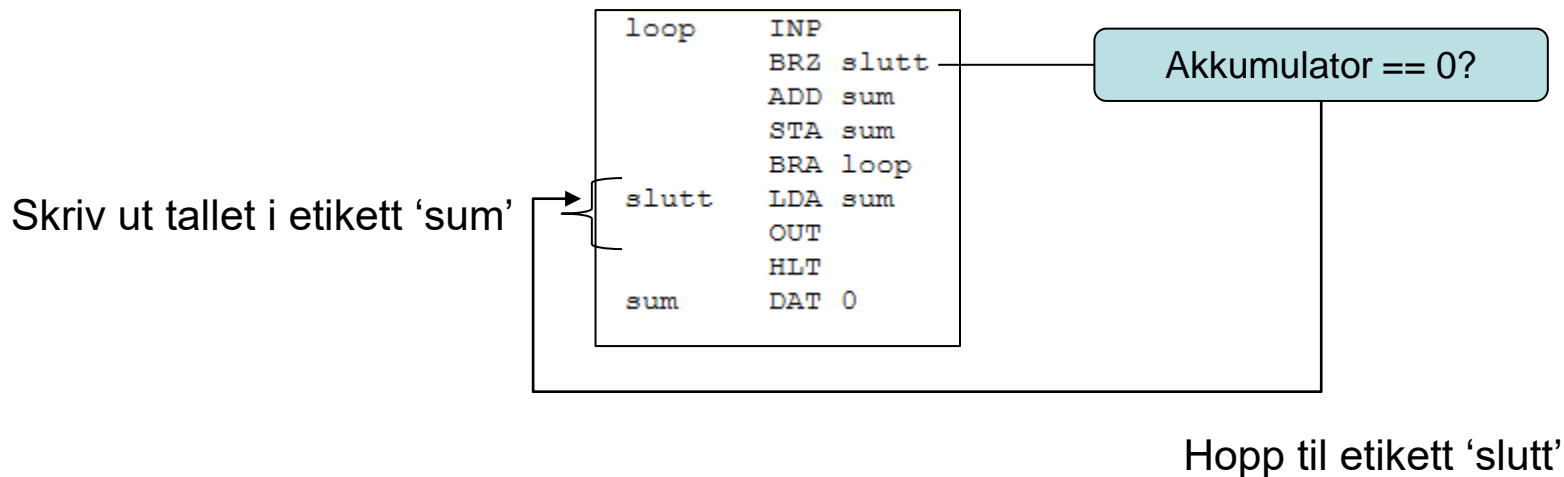 loop INP
BRZ slutt
ADD sum
STA sum
BRA loop
slutt LDA sum
OUT
HLT
sum DAT 0
Akkumulator == 0?
Skriv ut tallet i etikett ‘sum’
Hopp til etikett ‘slutt’